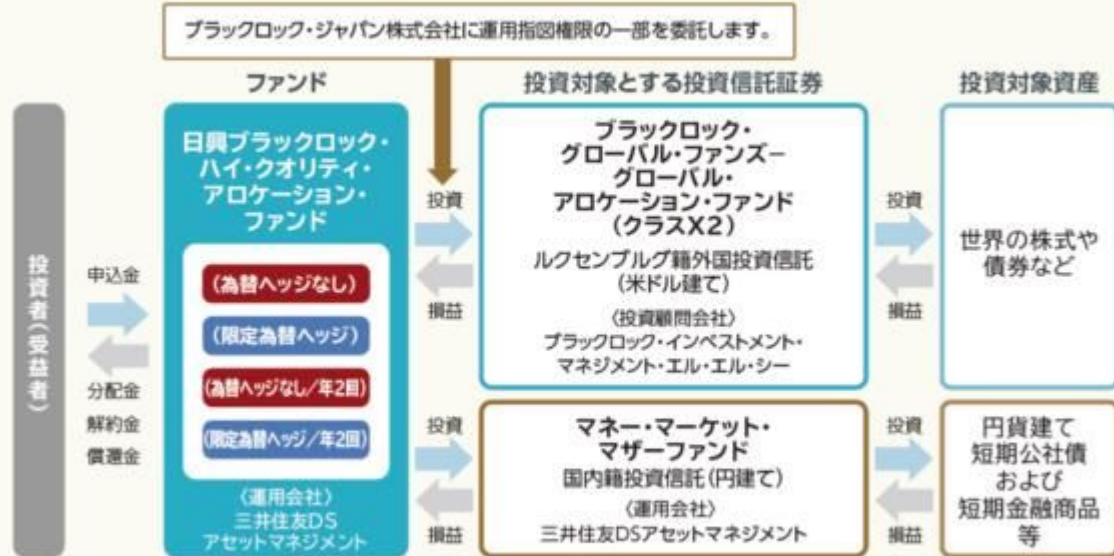 ブラックロック・ジャパン株式会社に運用指図権限の一部を委託します。
ファンド
投資対象とする投資信託証券
投資対象資産
投資者(受益者)
申込金
分配金
解約金
償還金
日興ブラックロック・
ハイ・クオリティ・
アロケーション・
ファンド
(為替ヘッジなし)
(限定為替ヘッジ)
(為替ヘッジなし/年2回)
(限定為替ヘッジ/年2回)
〈運用会社〉
三井住友DS
アセットマネジメント
投資
損益
ブラックロック・
グローバル・ファンズー
グローバル・
アロケーション・ファンド
(クラスX2)
ルクセンブルグ籍外国投資信託
(米ドル建て)
〈投資顧問会社〉
ブラックロック・インベストメント・
マネジメント・エル・エル・シー
投資
損益
世界の株式や
債券など
投資
損益
マネー・マーケット・
マザーファンド
国内籍投資信託(円建て)
〈運用会社〉
三井住友DSアセットマネジメント
投資
損益
円貨建て
短期公社債
および
短期金融商品
等